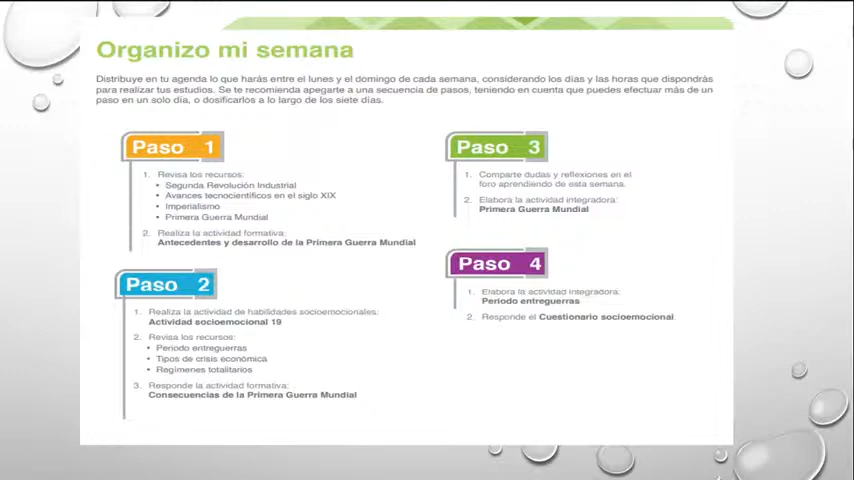 Organizo mi semana
Distribuye en tu agenda lo que harás entre el lunes y el domingo de cada semana, considerando los días y las horas que dispondrás
para realizar tus estudios. Se te recomienda apegarte a una secuencia de pasos, teniendo en cuenta que puedes efectuar más de un
paso en un solo día, o dosificarlos a lo largo de los siete días.
Paso 1
1. Revisa los recursos:
• Segunda Revolución Industrial
• Avances tecnocientíficos en el siglo XIX
• Imperialismo
• Primera Guerra Mundial
2. Realiza la actividad formativa:
Antecedentes y desarrollo de la Primera Guerra Mundial
Paso 2
1. Realiza la actividad de habilidades socioemocionales:
Actividad socioemocional 19
2. Revisa los recursos:
• Periodo entreguerras
• Tipos de crisis económica
• Regímenes totalitarios
3. Responde la actividad formativa:
Consecuencias de la Primera Guerra Mundial
Paso 3
1. Comparte dudas y reflexiones en el
foro aprendiendo de esta semana.
2. Elabora la actividad integradora:
Primera Guerra Mundial
Paso 4
1. Elabora la actividad integradora:
Periodo entreguerras
2. Responde el Cuestionario socioemocional.